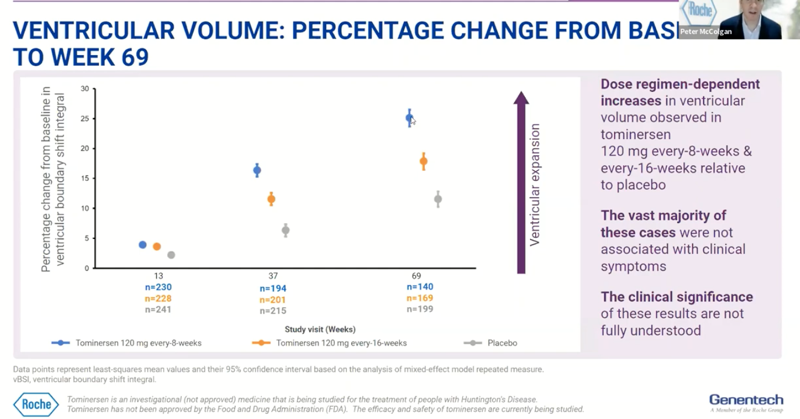 VENTRICULAR VOLUME: PERCENTAGE CHANGE FROM BAS
TO WEEK 69
Roche
Peter McColgan
Percentage change from baseline in
ventricular boundary shift integral
30
25
20
15
10
5
0
13
37
69
n=230
n=194
n=140
n=228
n=201
n=169
n=241
n=215
n=199
Study visit (Weeks)
Tominersen 120 mg every-8-weeks
Tominersen 120 mg every-16-weeks
Placebo
Ventricular expansion
Dose regimen-dependent
increases in ventricular
volume observed in
tominersen
120 mg every-8-weeks &
every-16-weeks relative
to placebo
The vast majority of
these cases were not
associated with clinical
symptoms
The clinical significance
of these results are not
fully understood
Data points represent least-squares mean values and their 95% confidence interval based on the analysis of mixed-effect model repeated measure.
vBSI, ventricular boundary shift integral.
Roche
Tominersen is an investigational (not approved) medicine that is being studied for the treatment of people with Huntington's Disease.
Tominersen has not been approved by the Food and Drug Administration (FDA). The efficacy and safety of tominersen are currently being studied.
Genentech
A Member of the Roche Group